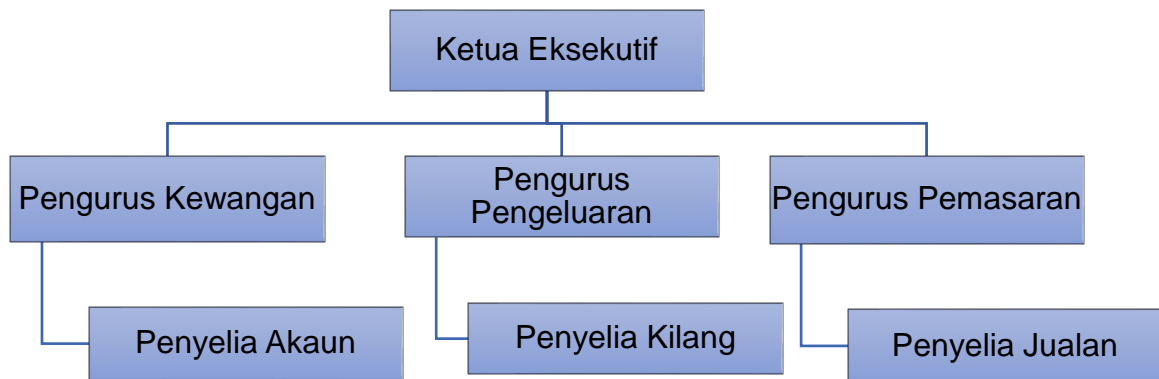 Ketua Eksekutif
Pengurus Kewangan
Pengurus
Pengeluaran
Pengurus Pemasaran
Penyelia Akaun
Penyelia Kilang
Penyelia Jualan